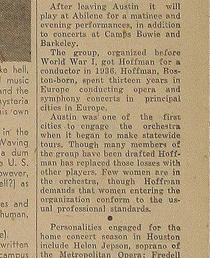 After leaving Austin it will
play at Abilene for a matinee and
evening performances, in addition
to concerts at Camps Bowie and
Barkeley.
The group, organized before
World War I, got Hoffman for a
conductor in 1936. Hoffman, Bos-
ton-born, spent thirteen years in
Europe conducting opera and
symphony concerts in principal
cities in Europe.
Austin was one of the first
cities to engage the orchestra
when it began to make statewide
tours. Though many members of
the group have been drafted Hoff-
man has replaced those losses with
other players. Few women are in
the orchestra, though Hoffman
demands that women entering the
organization conform to the us-
ual professional standards.
Personalities engaged for the
home concert season in Houston
include Helen Jepson, soprano of
the Metropolitan Opera; Fredell
ke hell,
d music
and the
mysteria
is own
in the
Waving
a dum
e U. S.
However,
ell?] as
es and
human,
written
campus